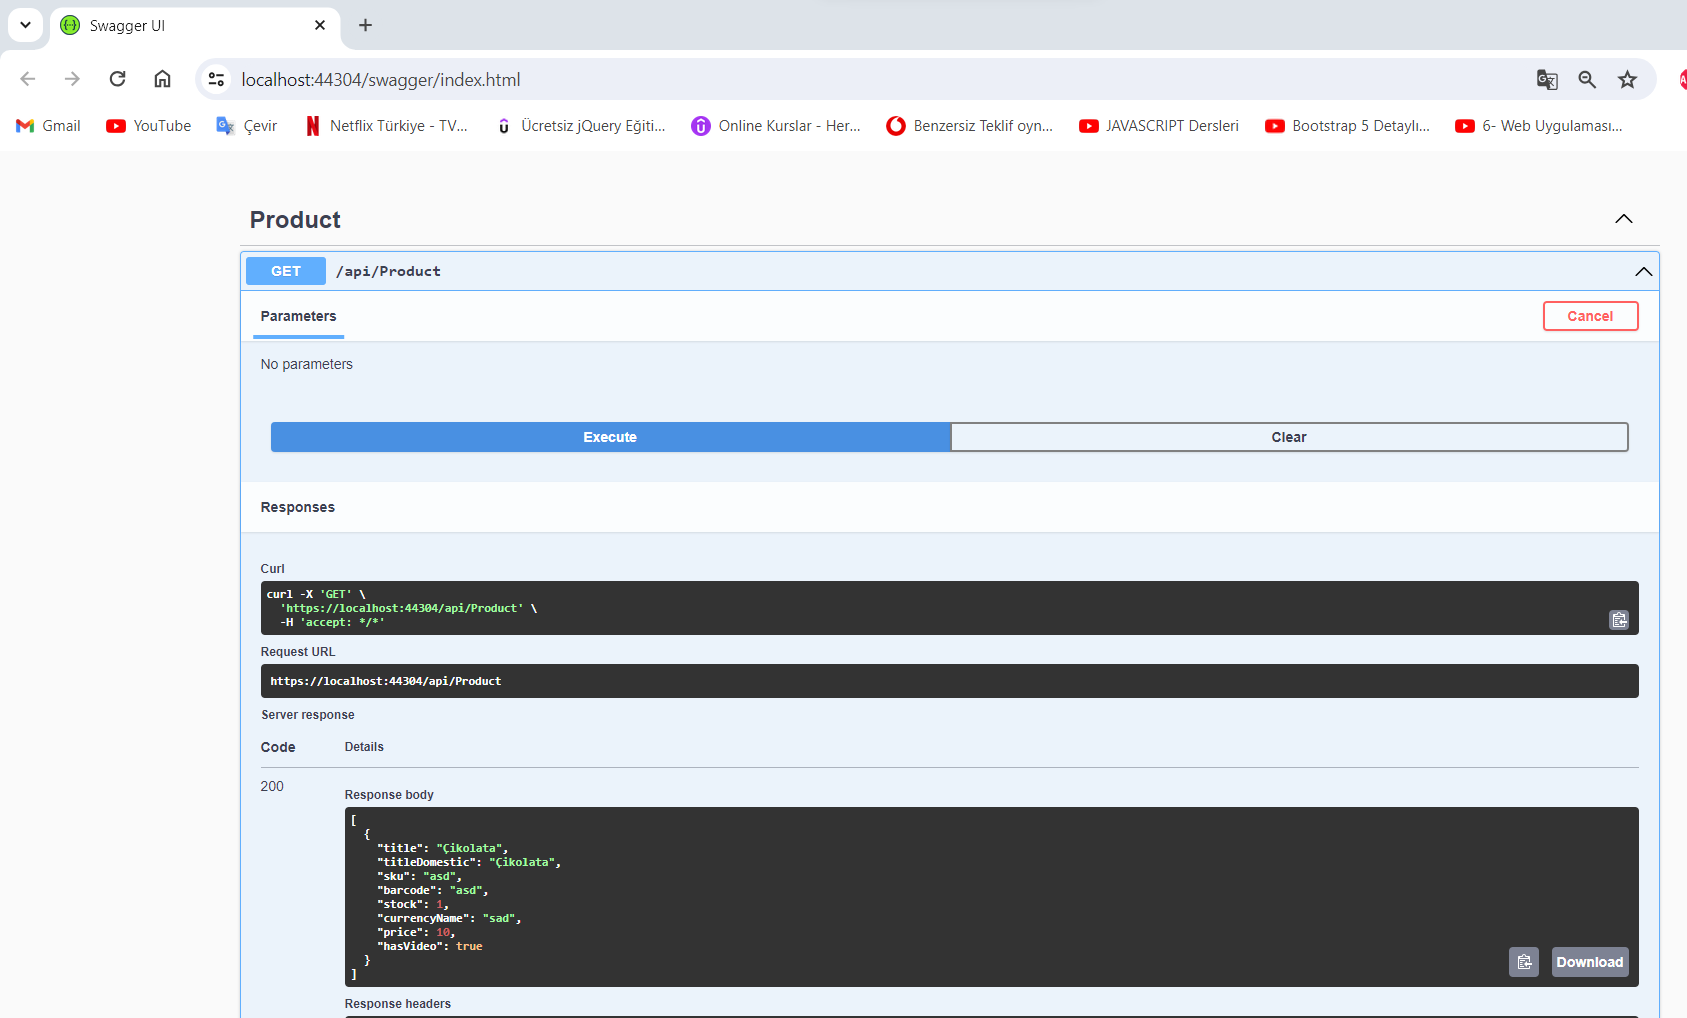 Swagger UI
localhost:44304/swagger/index.html
Gmail YouTube Çevir Netflix Türkiye - TV... Ücretsiz jQuery Eğiti... Online Kurslar - Her... Benzersiz Teklif oyn... JAVASCRIPT Dersleri Bootstrap 5 Detaylı... 6- Web Uygulaması...
Product
GET /api/Product
Parameters Cancel
No parameters
Execute Clear
Responses
Curl
curl -X 'GET' \
'https://localhost:44304/api/Product' \
-H 'accept: */*'
Request URL
https://localhost:44304/api/Product
Server response
Code Details
200
Response body
[
{
"title": "Çikolata",
"titleDomestic": "Çikolata",
"sku": "asd",
"barcode": "asd",
"stock": 1,
"currencyName": "sad",
"price": 10,
"hasVideo": true
}
]
Download
Response headers